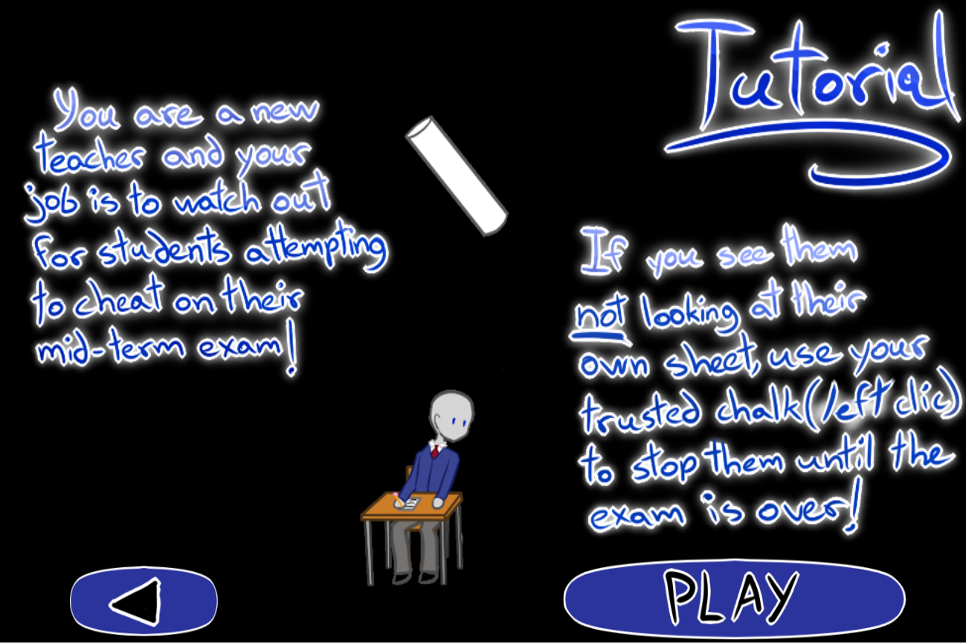 Tutorial
You are a new
teacher and your
job is to watch out
for students attempting
to cheat on their
mid-term exam!
If you see them
not looking at their
own sheet, use your
trusted chalk (left clic)
to stop them until the
exam is over!
PLAY